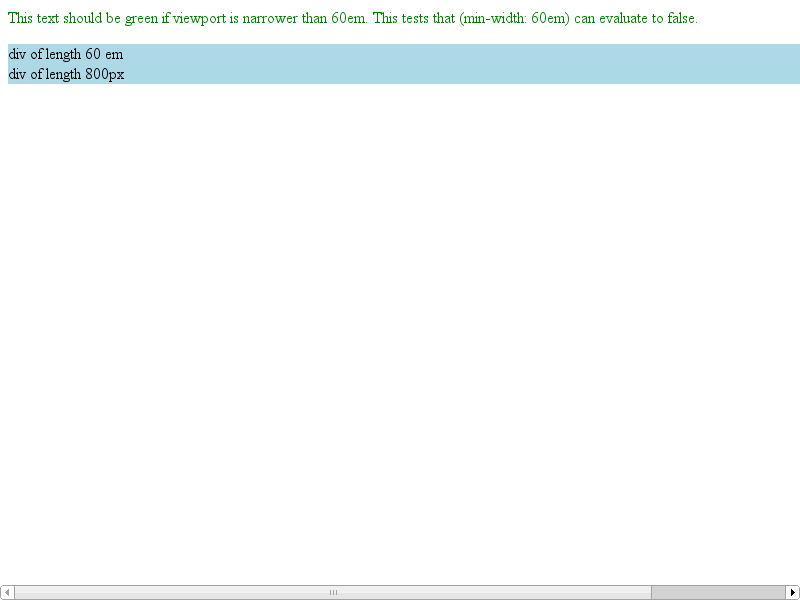 This text should be green if viewport is narrower than 60em. This tests that (min-width: 60em) can evaluate to false.
div of length 60 em
div of length 800px